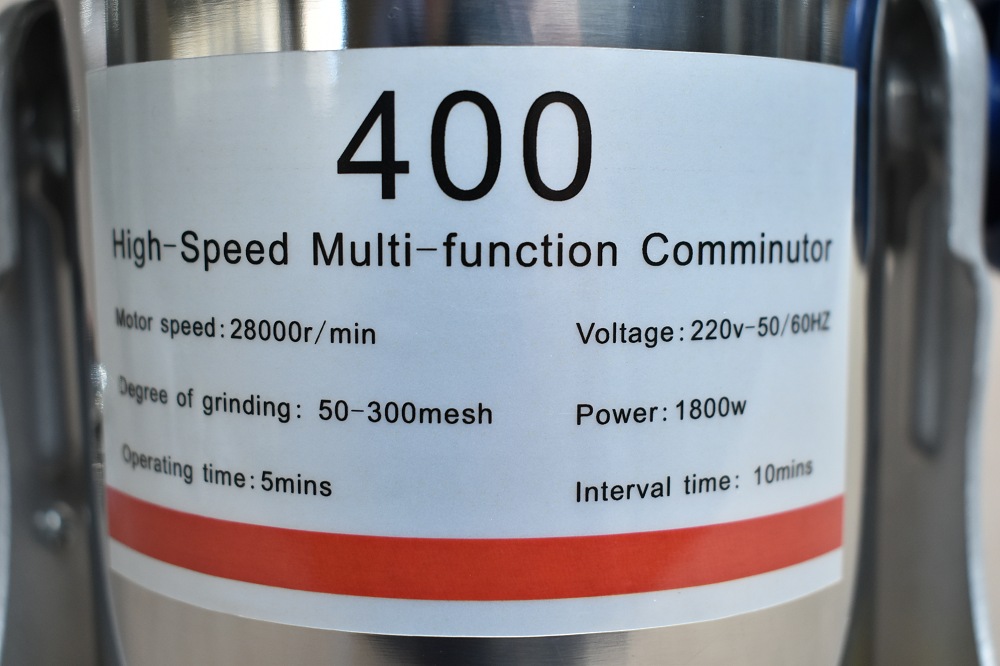 400
High-Speed Multi-function Comminutor
Motor speed:28000r/min
Voltage:220v-50/60HZ
Degree of grinding: 50-300mesh
Power:1800w
Operating time:5mins
Interval time: 10mins